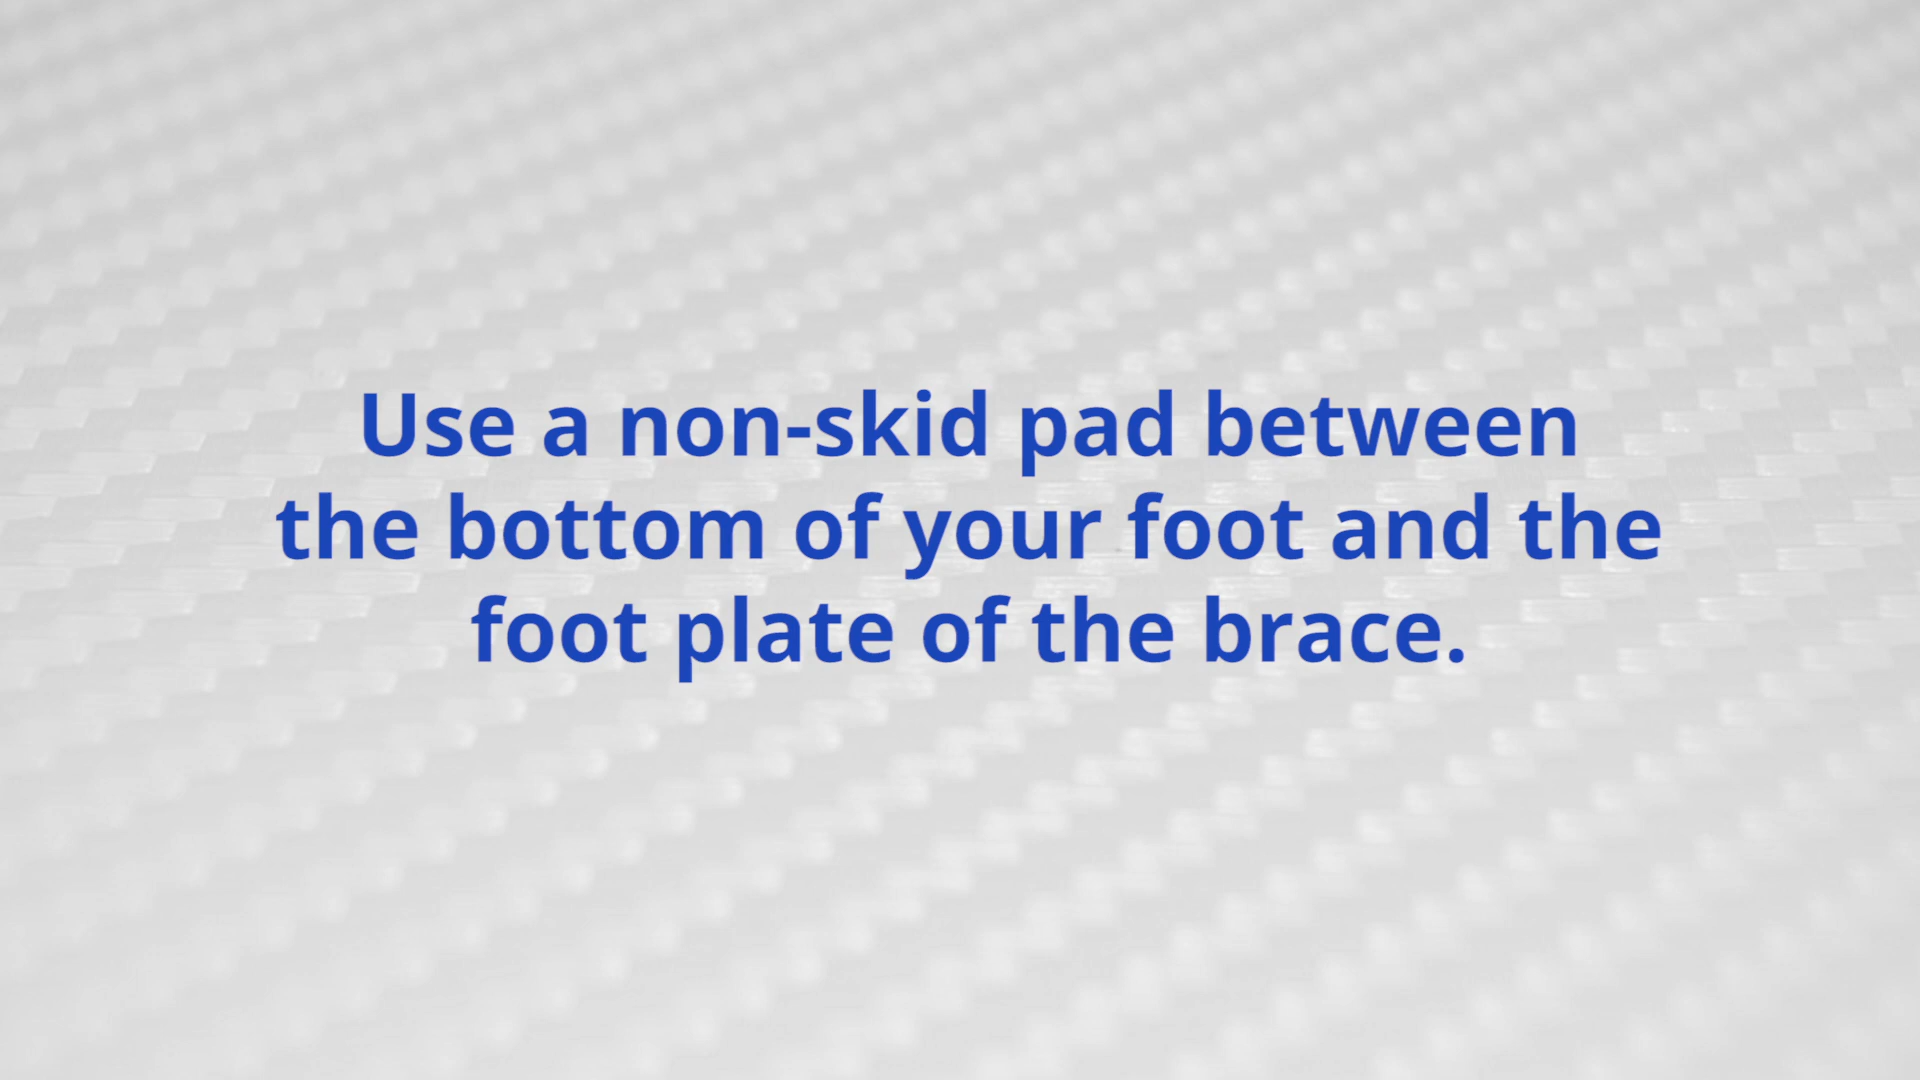 Use a non-skid pad between
the bottom of your foot and the
foot plate of the brace.